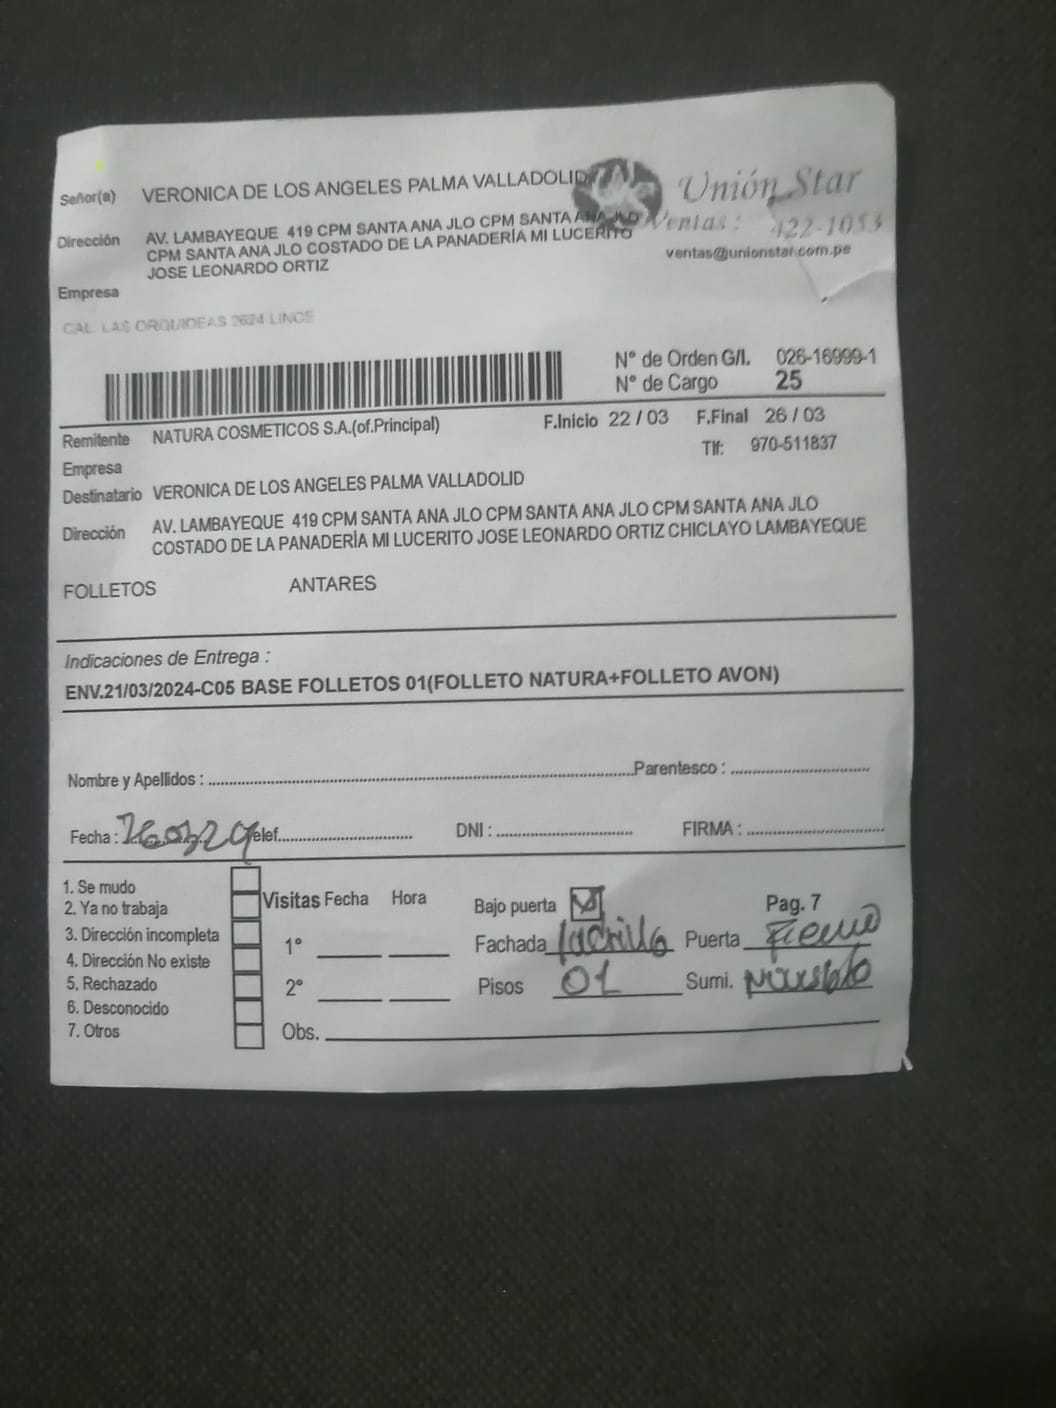 Señor(a) VERONICA DE LOS ANGELES PALMA VALLADOLID
Unión Star
Dirección AV. LAMBAYEQUE 419 CPM SANTA ANA JLO CPM SANTA ANA JLO
Ventas: 422-1053
CPM SANTA ANA JLO COSTADO DE LA PANADERÍA MI LUCERITO
ventas@unionstar.com.pe
JOSE LEONARDO ORTIZ
Empresa
CAL. LAS ORQUIDEAS 2624 LINCE
N° de Orden G/I. 026-16999-1
N° de Cargo 25
Remitente NATURA COSMETICOS S.A.(of.Principal) F.Inicio 22 / 03 F.Final 26 / 03
Empresa Tlf: 970-511837
Destinatario VERONICA DE LOS ANGELES PALMA VALLADOLID
Dirección AV. LAMBAYEQUE 419 CPM SANTA ANA JLO CPM SANTA ANA JLO CPM SANTA ANA JLO
COSTADO DE LA PANADERÍA MI LUCERITO JOSE LEONARDO ORTIZ CHICLAYO LAMBAYEQUE
FOLLETOS ANTARES
Indicaciones de Entrega :
ENV.21/03/2024-C05 BASE FOLLETOS 01(FOLLETO NATURA+FOLLETO AVON)
Nombre y Apellidos : Parentesco :
Fecha : 260324 elef. DNI : FIRMA :
1. Se mudo
2. Ya no trabaja
3. Dirección incompleta
4. Dirección No existe
5. Rechazado
6. Desconocido
7. Otros
Visitas Fecha Hora
1°
2°
Obs.
Bajo puerta Pag. 7
Fachada ladrillo Puerta Fierro
Pisos 01 Sumi.